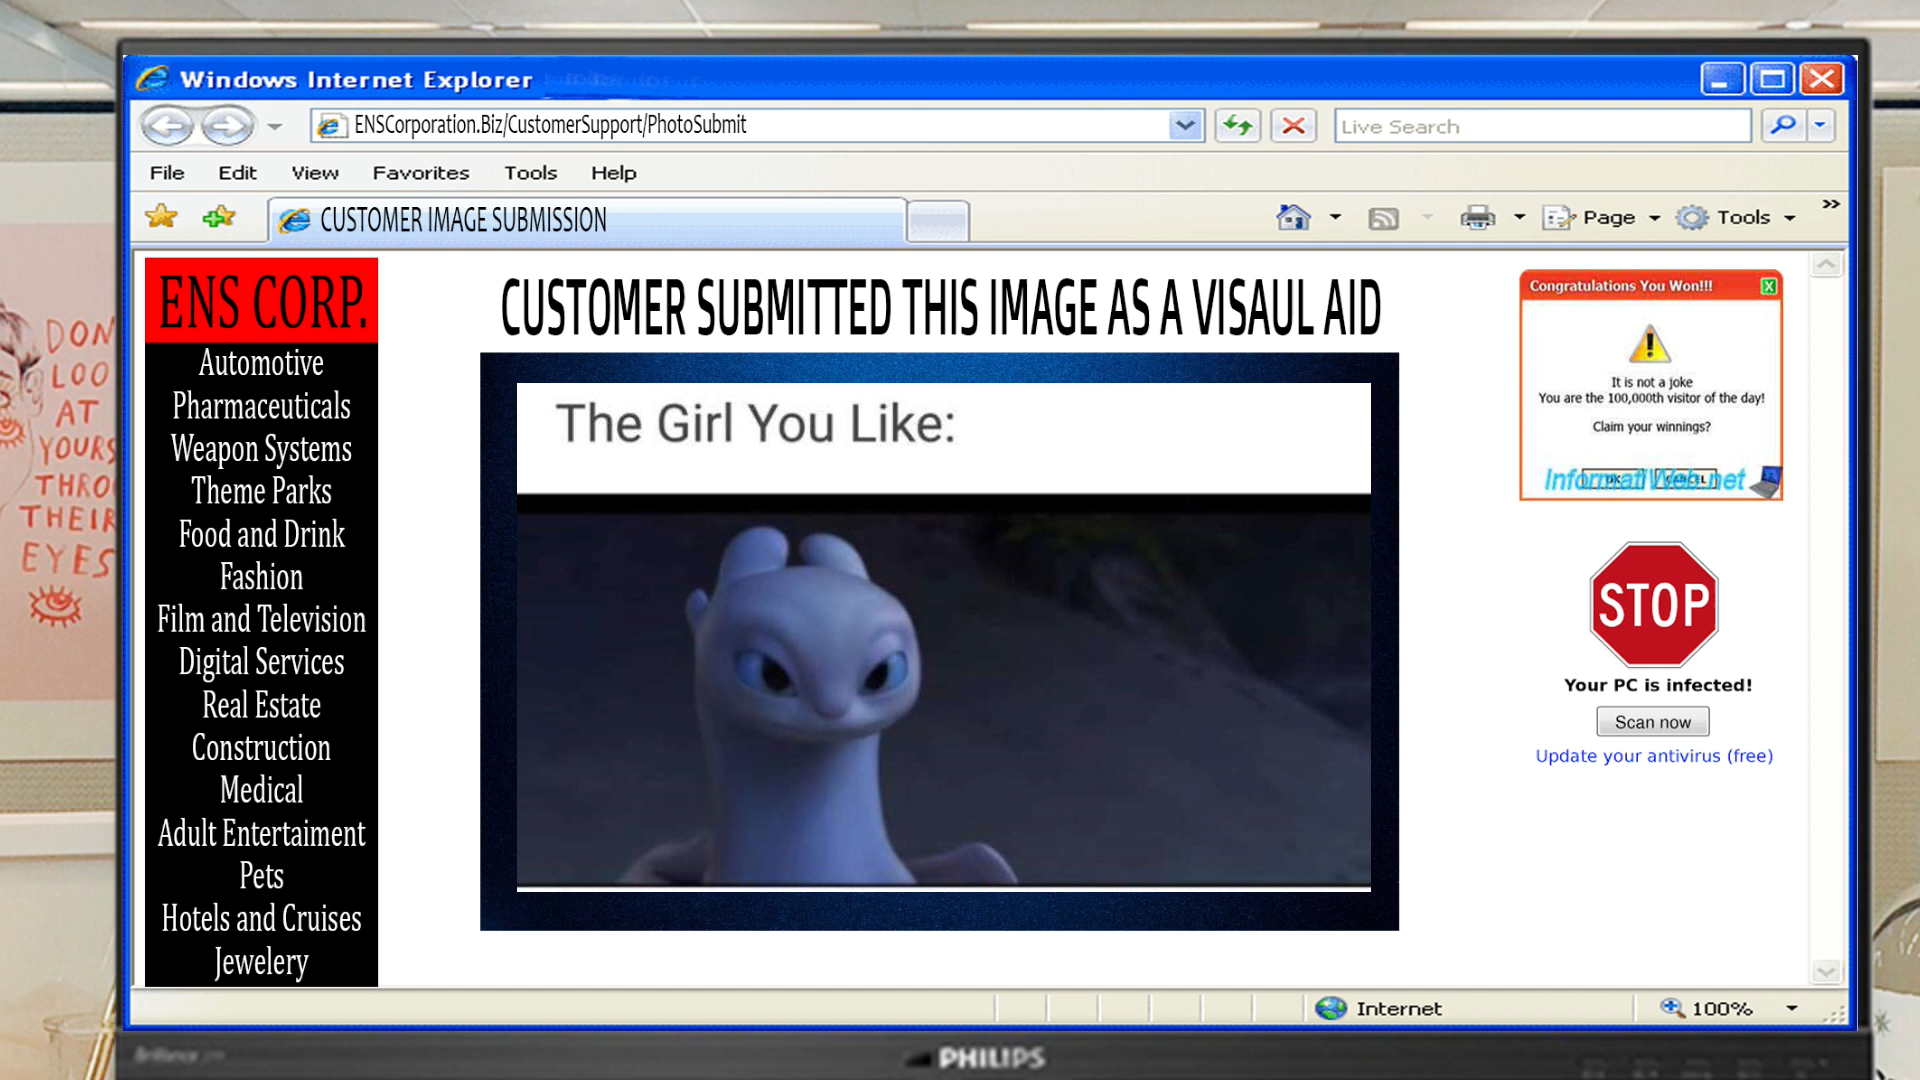 Windows Internet Explorer
ENSCorporation.Biz/CustomerSupport/PhotoSubmit
Live Search
File Edit View Favorites Tools Help
CUSTOMER IMAGE SUBMISSION
Page Tools
ENS CORP.
Automotive
Pharmaceuticals
Weapon Systems
Theme Parks
Food and Drink
Fashion
Film and Television
Digital Services
Real Estate
Construction
Medical
Adult Entertaiment
Pets
Hotels and Cruises
Jewelery
CUSTOMER SUBMITTED THIS IMAGE AS A VISAUL AID
The Girl You Like:
Congratulations You Won!!!
X
It is not a joke
You are the 100,000th visitor of the day!
Claim your winnings?
InformatiWeb.net
STOP
Your PC is infected!
Scan now
Update your antivirus (free)
Internet
100%
DON
LOO
AT
YOURS
THRO
THEIR
EYES
Brilliance
PHILIPS